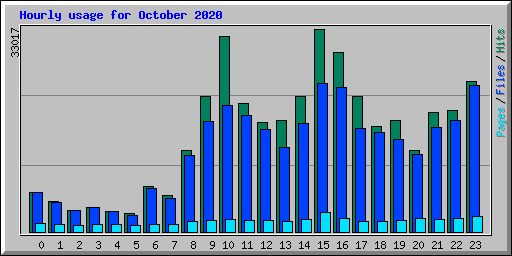 Hourly usage for October 2020
33017
Pages/Files/Hits
0 1 2 3 4 5 6 7 8 9 10 11 12 13 14 15 16 17 18 19 20 21 22 23